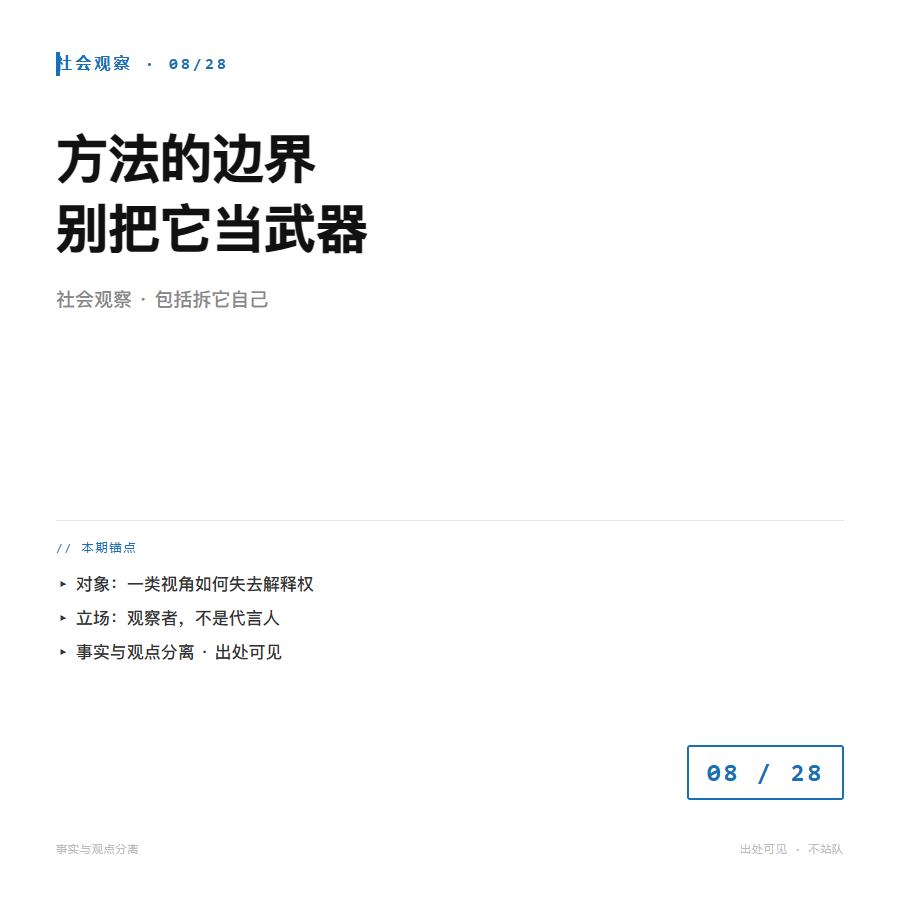 社会观察 · 08/28
方法的边界
别把它当武器
社会观察 · 包括拆它自己
// 本期锚点
▸ 对象：一类视角如何失去解释权
▸ 立场：观察者，不是代言人
▸ 事实与观点分离 · 出处可见
08 / 28
事实与观点分离
出处可见 · 不站队